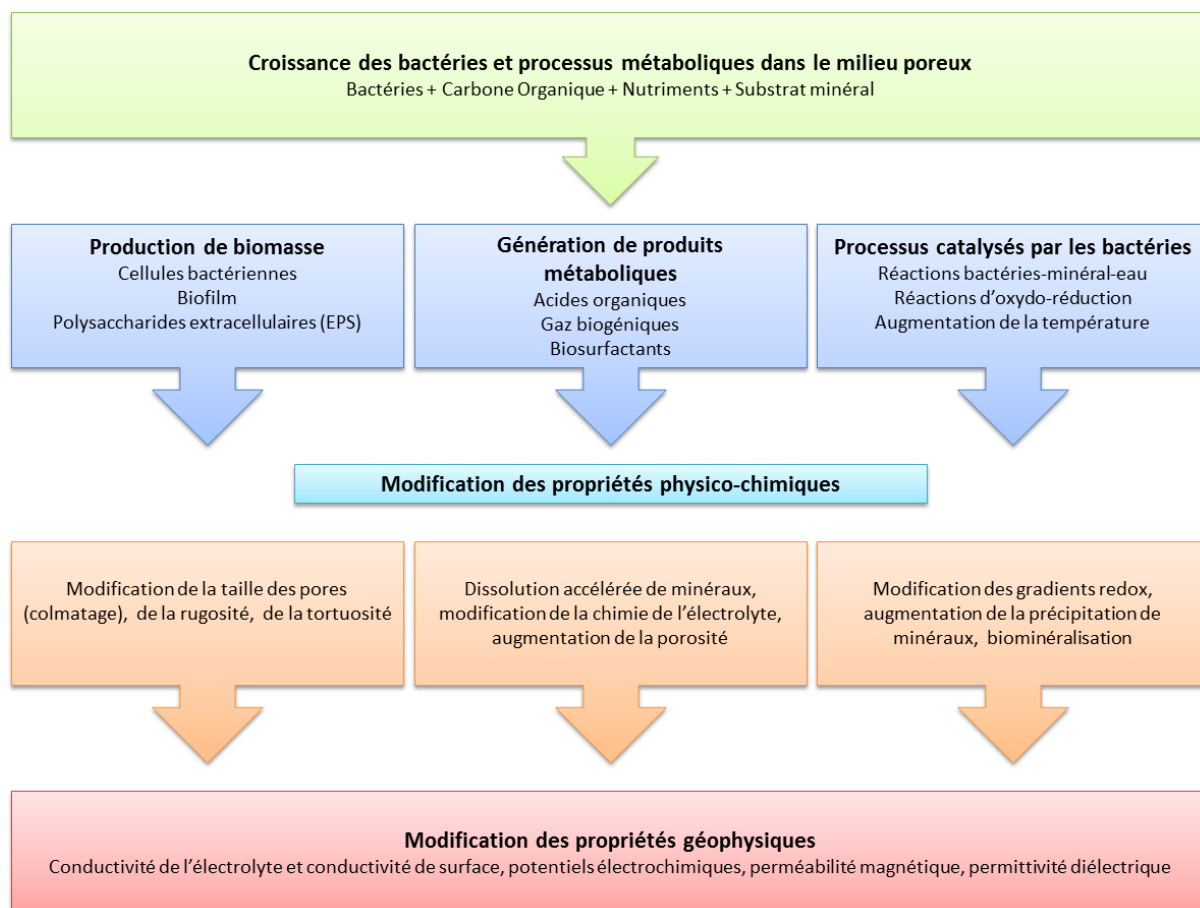 Croissance des bactéries et processus métaboliques dans le milieu poreux
Bactéries + Carbone Organique + Nutriments + Substrat minéral
Production de biomasse
Cellules bactériennes
Biofilm
Polysaccharides extracellulaires (EPS)
Génération de produits
métaboliques
Acides organiques
Gaz biogéniques
Biosurfactants
Processus catalysés par les bactéries
Réactions bactéries-minéral-eau
Réactions d’oxydo-réduction
Augmentation de la température
Modification des propriétés physico-chimiques
Modification de la taille des pores
(colmatage), de la rugosité, de la tortuosité
Dissolution accélérée de minéraux,
modification de la chimie de l’électrolyte,
augmentation de la porosité
Modification des gradients redox,
augmentation de la précipitation de
minéraux, biominéralisation
Modification des propriétés géophysiques
Conductivité de l’électrolyte et conductivité de surface, potentiels électrochimiques, perméabilité magnétique, permittivité diélectrique